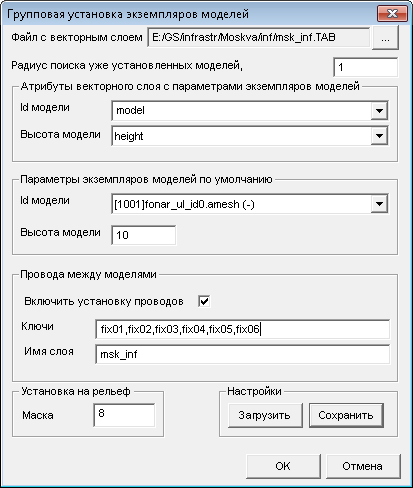 Групповая установка экземпляров моделей
Файл с векторным слоем E:/GS/infrastr/Moskva/inf/msk_inf.TAB ...
Радиус поиска уже установленных моделей, 1
Атрибуты векторного слоя с параметрами экземпляров моделей
Id модели model
Высота модели height
Параметры экземпляров моделей по умолчанию
Id модели [1001]fonar_ul_id0.amesh (-)
Высота модели 10
Провода между моделями
Включить установку проводов
Ключи fix01,fix02,fix03,fix04,fix05,fix06
Имя слоя msk_inf
Установка на рельеф Настройки
Маска 8 Загрузить Сохранить
OK Отмена